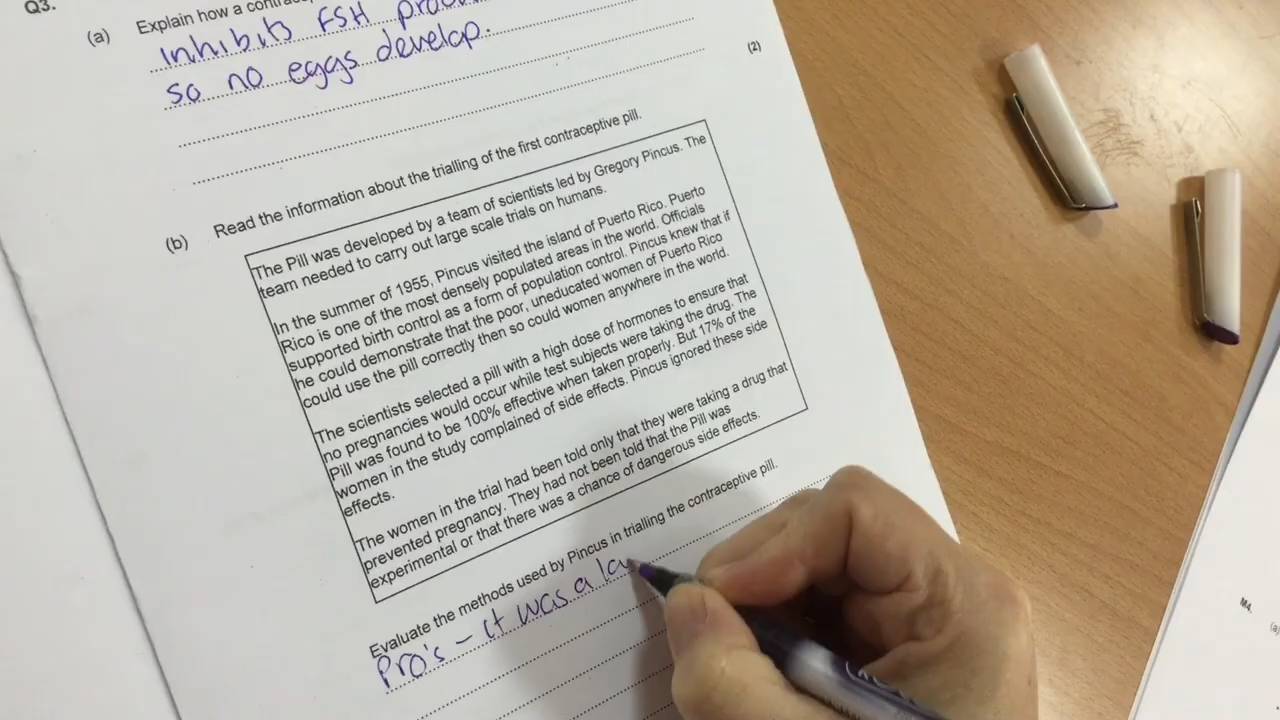 Q3.
(a) Explain how a
Inhibits FSH
so no eggs develop.
(2)
(b) Read the information about the trialling of the first contraceptive pill.
The Pill was developed by a team of scientists led by Gregory Pincus. The
team needed to carry out large scale trials on humans.
In the summer of 1955, Pincus visited the island of Puerto Rico. Puerto
Rico is one of the most densely populated areas in the world. Officials
supported birth control as a form of population control. Pincus knew that if
he could demonstrate that the poor, uneducated women of Puerto Rico
could use the pill correctly then so could women anywhere in the world.
The scientists selected a pill with a high dose of hormones to ensure that
no pregnancies would occur while test subjects were taking the drug. The
Pill was found to be 100% effective when taken properly. But 17% of the
women in the study complained of side effects. Pincus ignored these side
effects.
The women in the trial had been told only that they were taking a drug that
prevented pregnancy. They had not been told that the Pill was
experimental or that there was a chance of dangerous side effects.
Evaluate the methods used by Pincus in trialling the contraceptive pill.
Pro's - it was a la
M4.
(a)